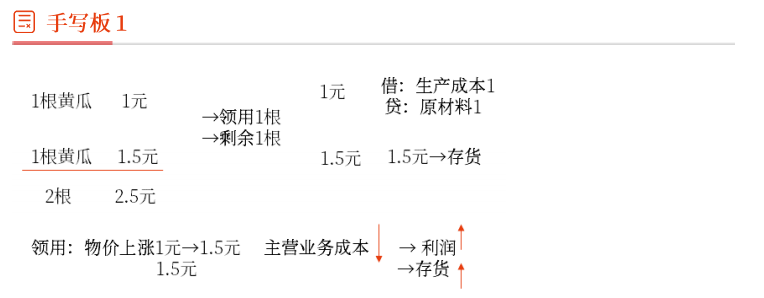 手写板 1
1根黄瓜 1元
→领用1根
→剩余1根
1元 借：生产成本1
贷：原材料1
1根黄瓜 1.5元
1.5元 1.5元→存货
2根 2.5元
领用：物价上涨1元→1.5元 主营业务成本 → 利润
1.5元 →存货